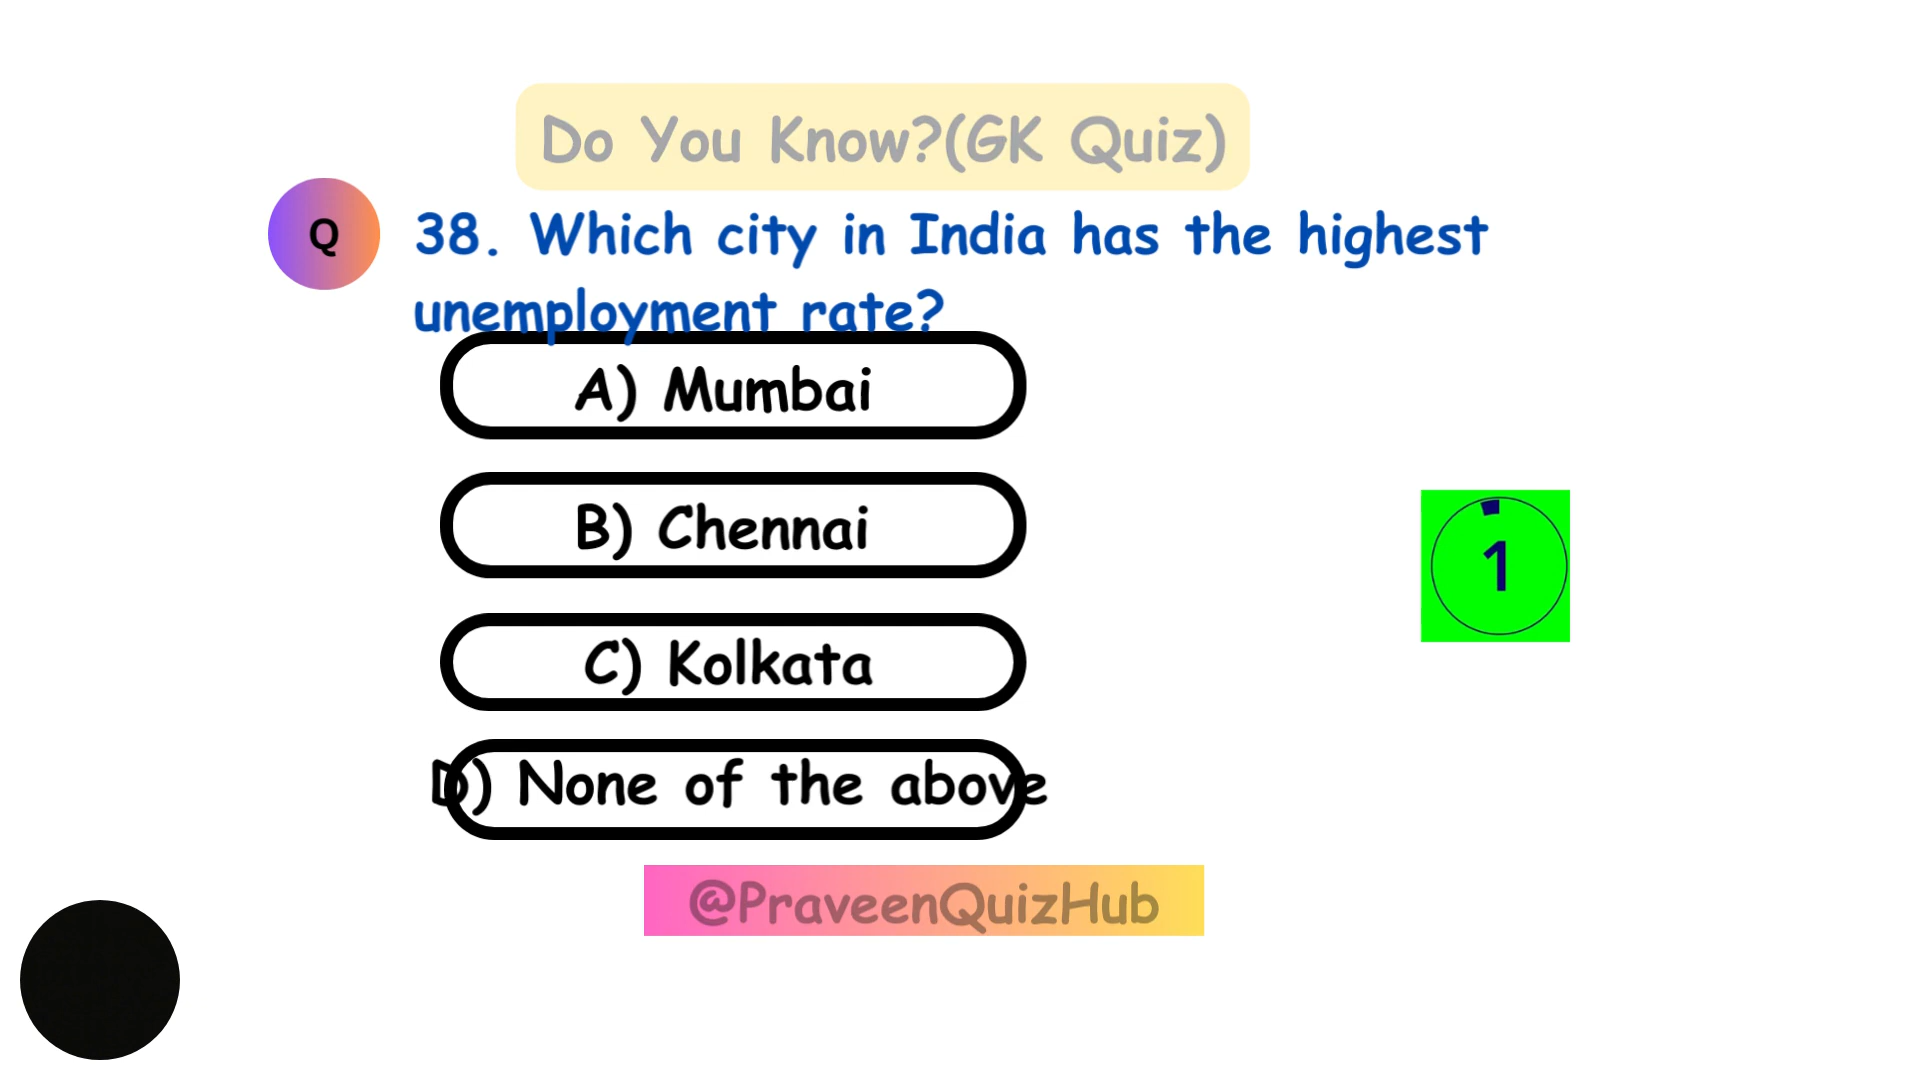 Do You Know?(GK Quiz)
Q
38. Which city in India has the highest
unemployment rate?
A) Mumbai
B) Chennai
C) Kolkata
D) None of the above
1
@PraveenQuizHub